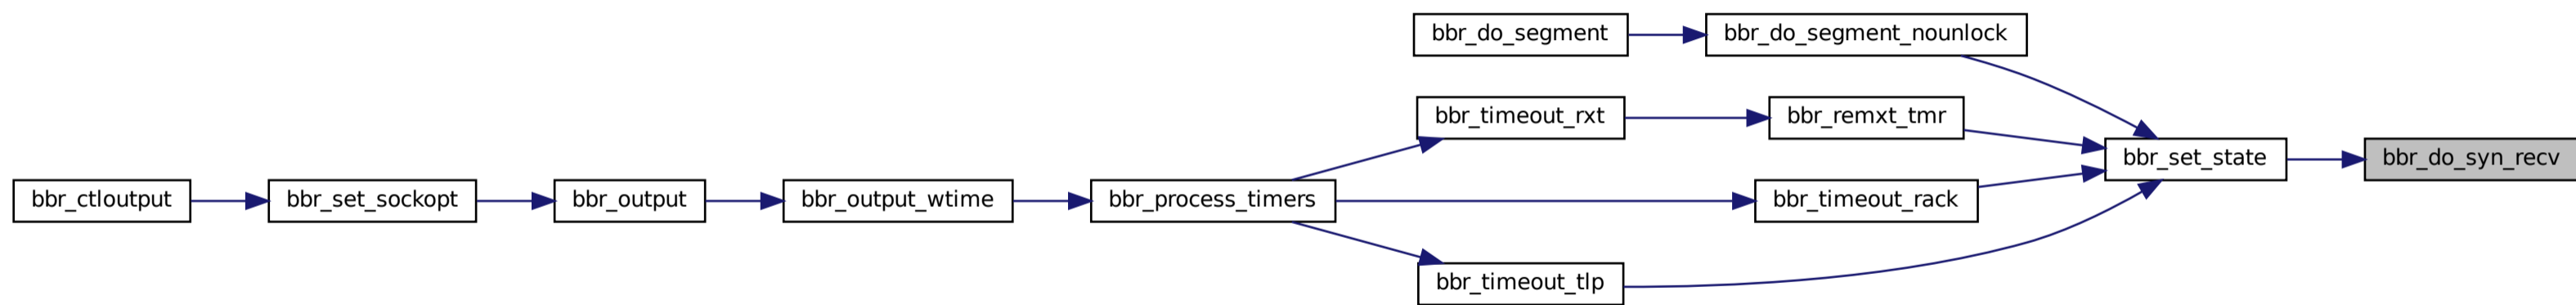 bbr_do_segment
bbr_do_segment_nounlock
bbr_timeout_rxt
bbr_remxt_tmr
bbr_set_state
bbr_do_syn_recv
bbr_ctloutput
bbr_set_sockopt
bbr_output
bbr_output_wtime
bbr_process_timers
bbr_timeout_rack
bbr_timeout_tlp